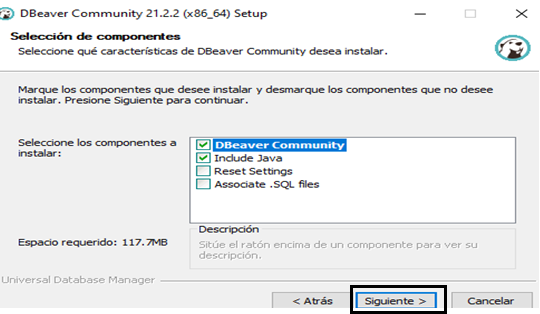 DBeaver Community 21.2.2 (x86_64) Setup
Selección de componentes
Seleccione qué características de DBeaver Community desea instalar.
Marque los componentes que desee instalar y desmarque los componentes que no desee
instalar. Presione Siguiente para continuar.
Seleccione los componentes a
instalar:
DBeaver Community
Include Java
Reset Settings
Associate .SQL files
Espacio requerido: 117.7MB
Descripción
Sitúe el ratón encima de un componente para ver su
descripción.
Universal Database Manager
< Atrás
Siguiente >
Cancelar